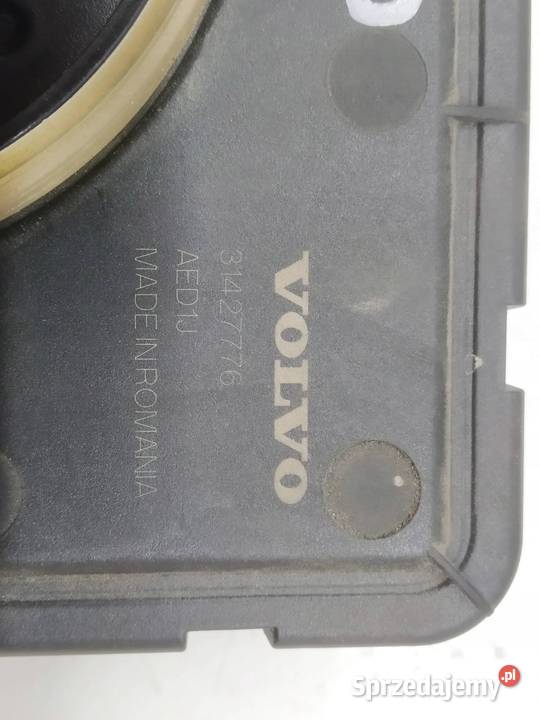 VOLVO
31427776
AED1J
MADE IN ROMANIA
Sprzedajemy.pl